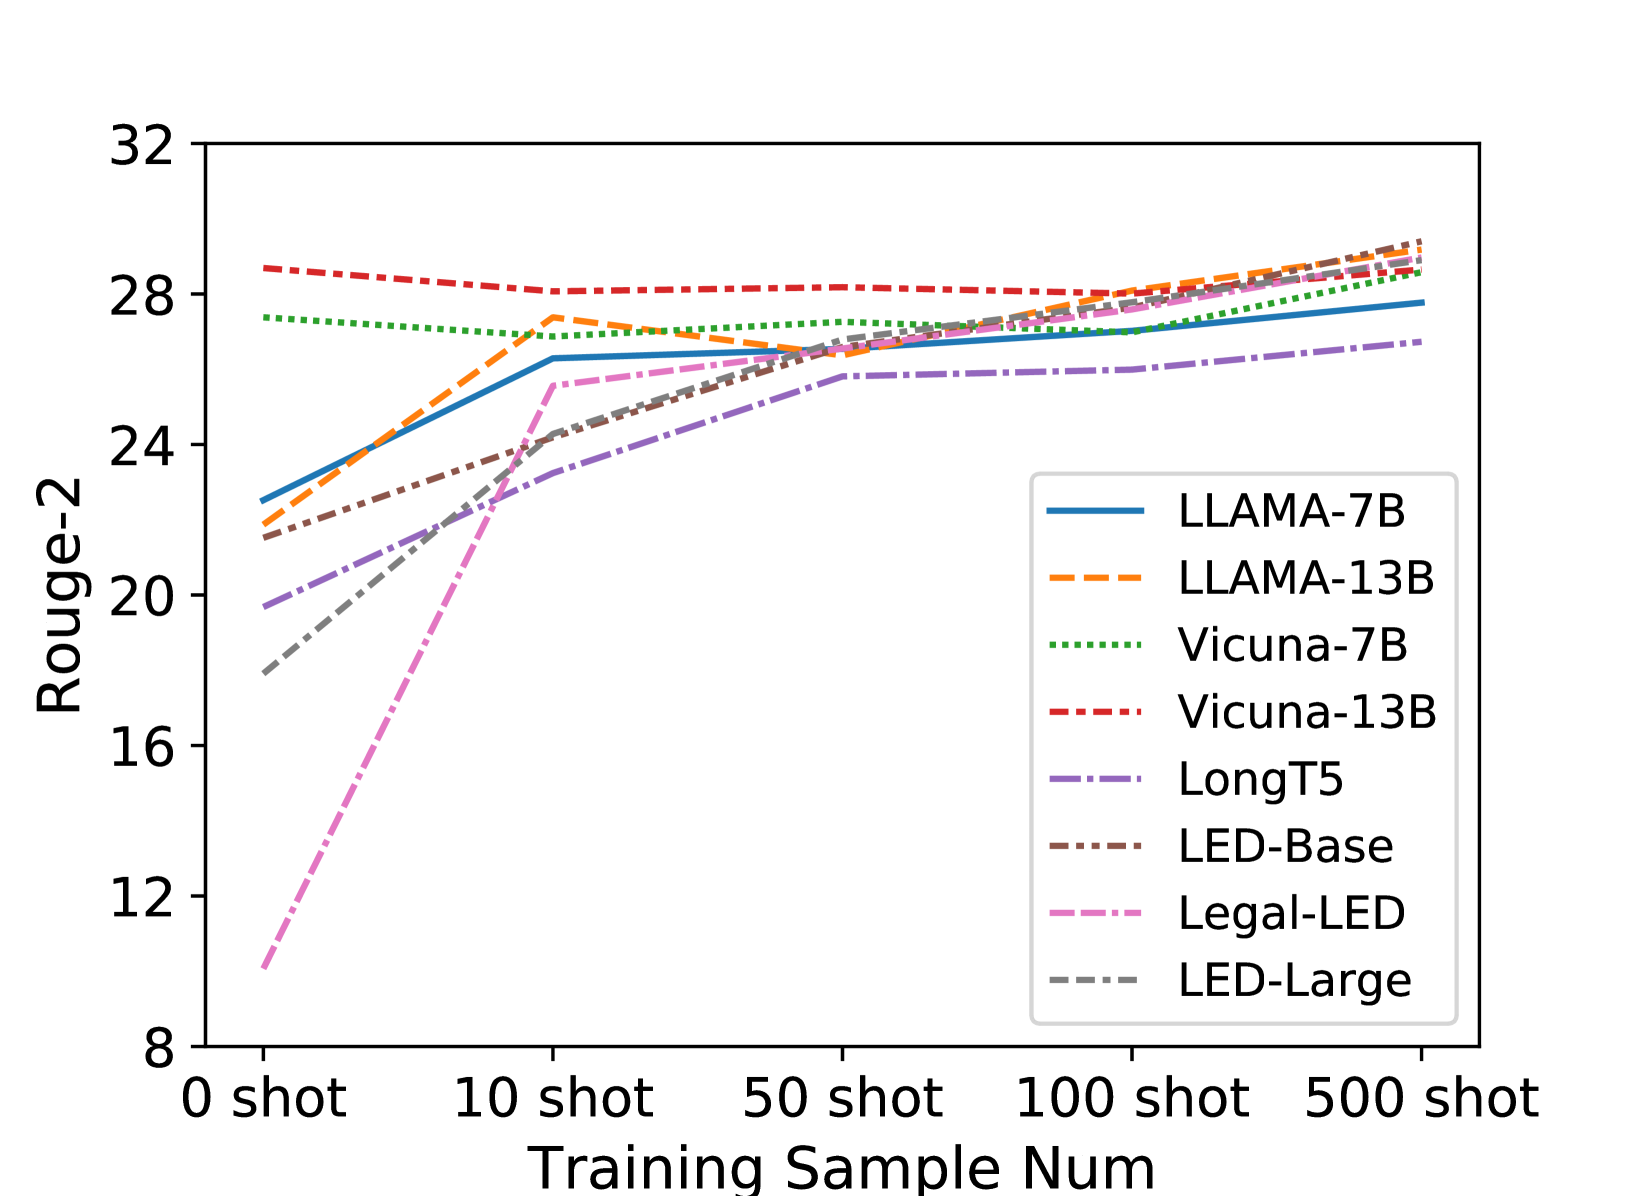 32
28
24
20
16
12
8
Rouge-2
LLAMA-7B
LLAMA-13B
Vicuna-7B
Vicuna-13B
LongT5
LED-Base
Legal-LED
LED-Large
0 shot 10 shot 50 shot 100 shot 500 shot
Training Sample Num